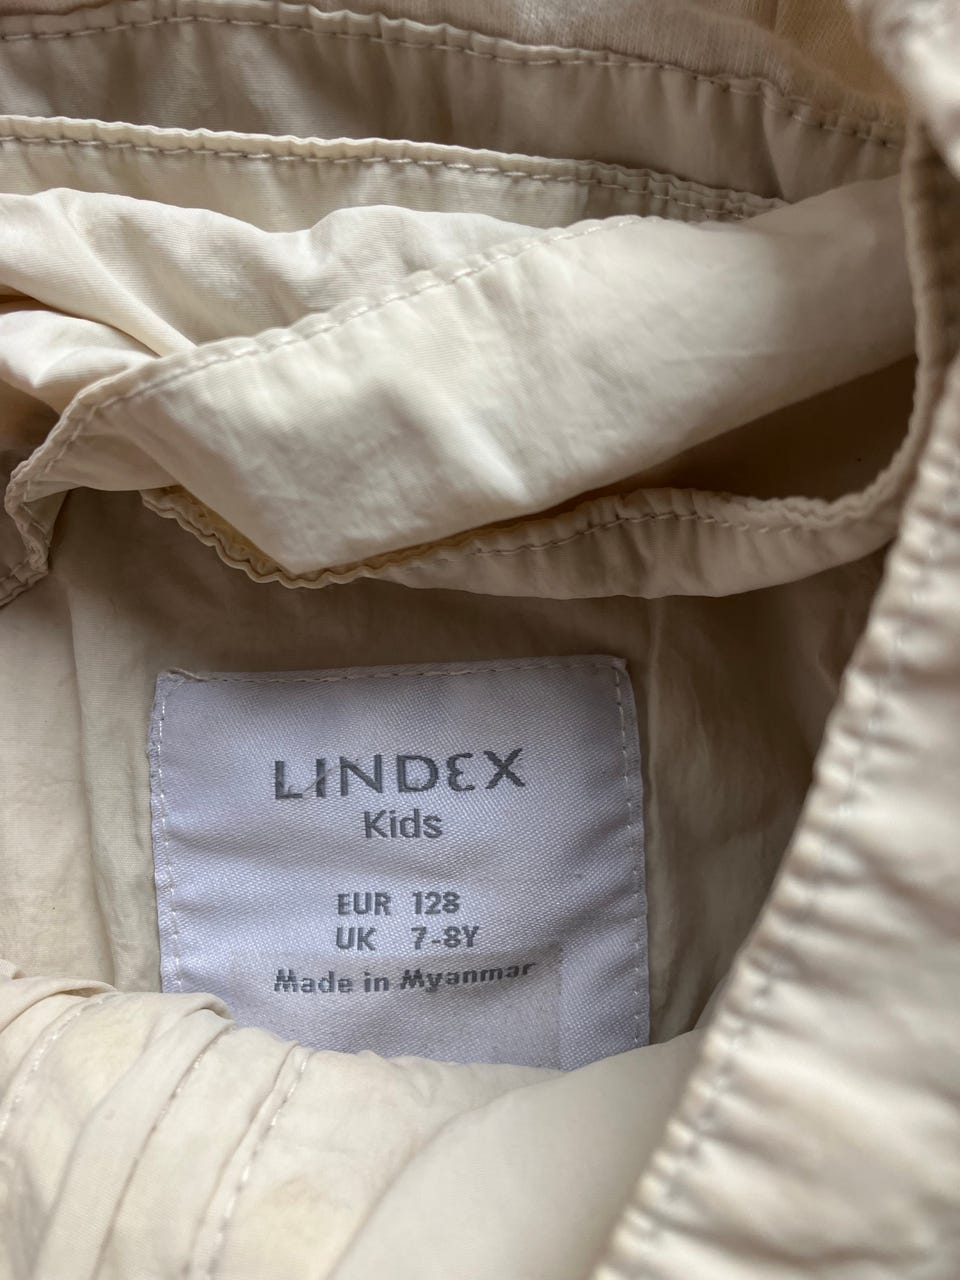 LINDEX
Kids
EUR 128
UK 7-8Y
Made in Myanmar